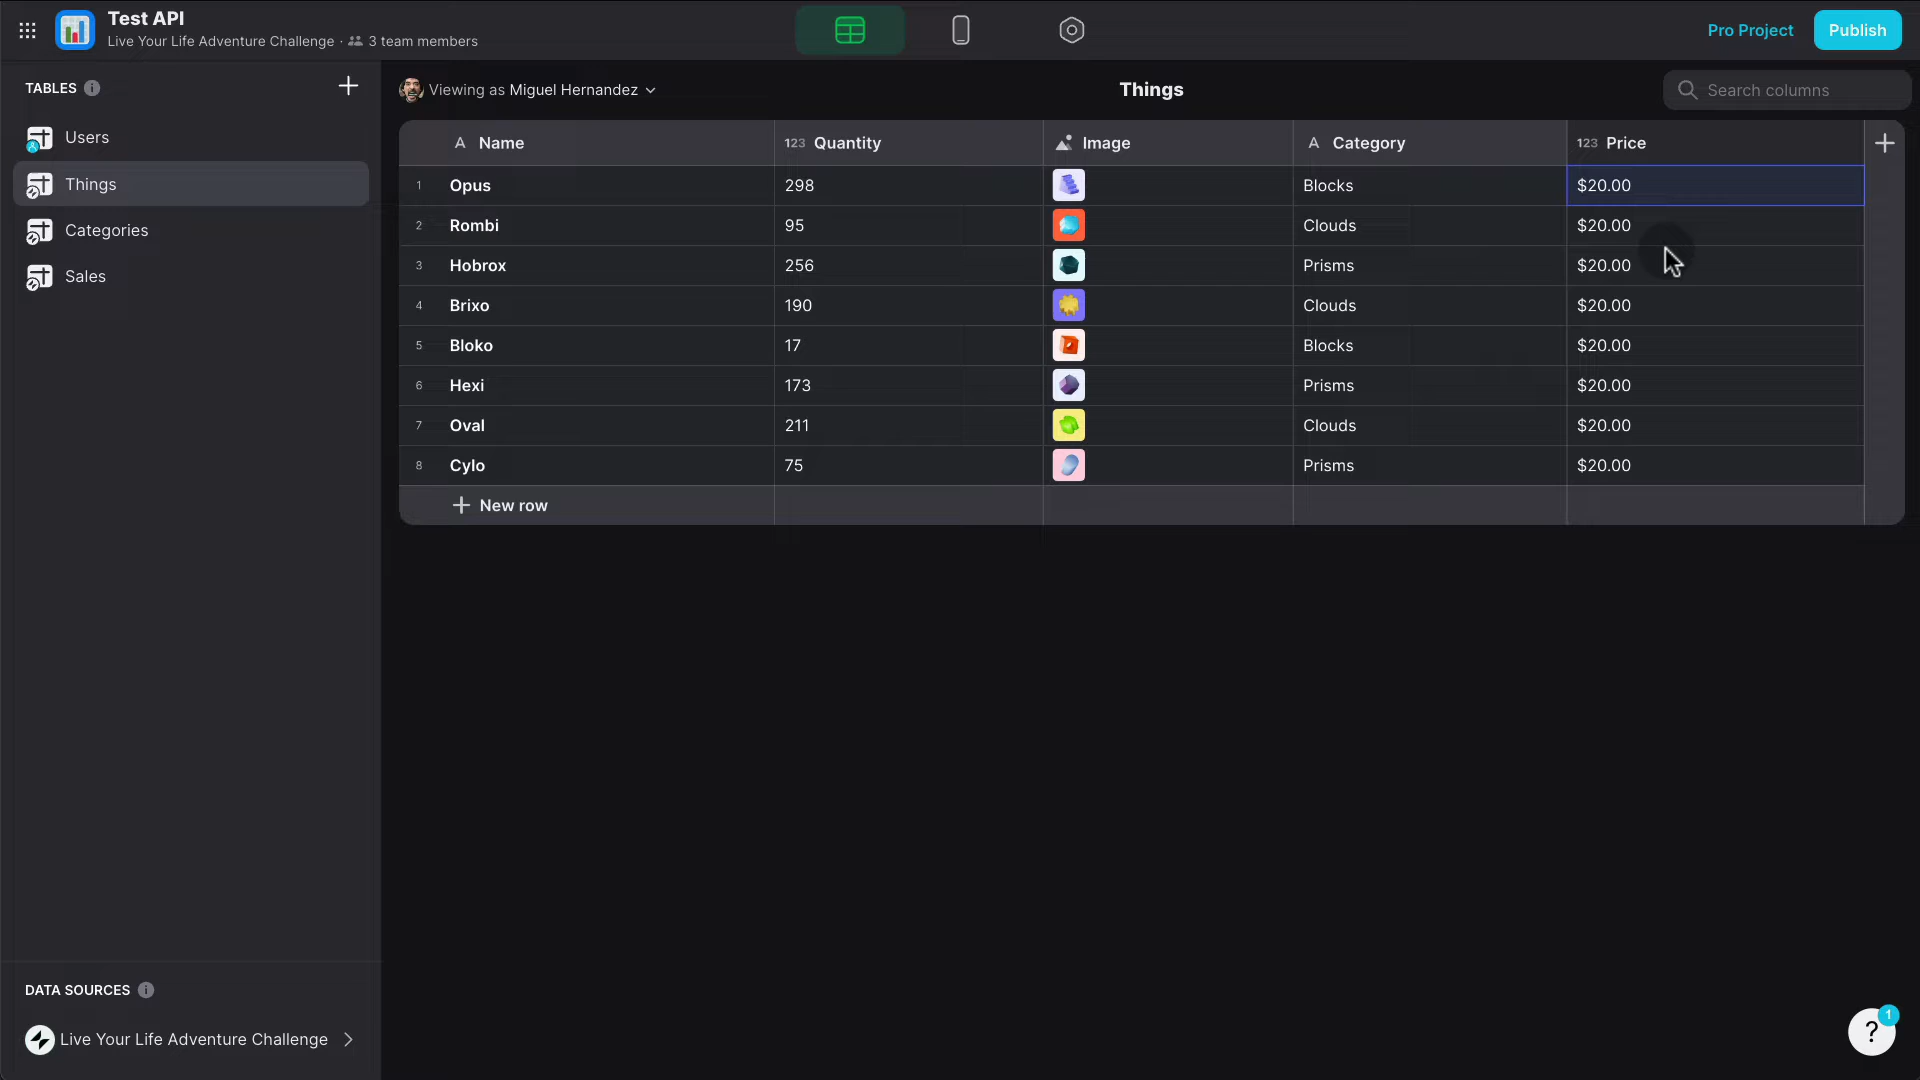 Test API
Live Your Life Adventure Challenge · 3 team members
Pro Project
Publish
TABLES
Users
Things
Categories
Sales
DATA SOURCES
Live Your Life Adventure Challenge
Viewing as Miguel Hernandez
Things
Search columns
A Name 123 Quantity Image A Category 123 Price
1 Opus 298 Blocks $20.00
2 Rombi 95 Clouds $20.00
3 Hobrox 256 Prisms $20.00
4 Brixo 190 Clouds $20.00
5 Bloko 17 Blocks $20.00
6 Hexi 173 Prisms $20.00
7 Oval 211 Clouds $20.00
8 Cylo 75 Prisms $20.00
New row
? 1